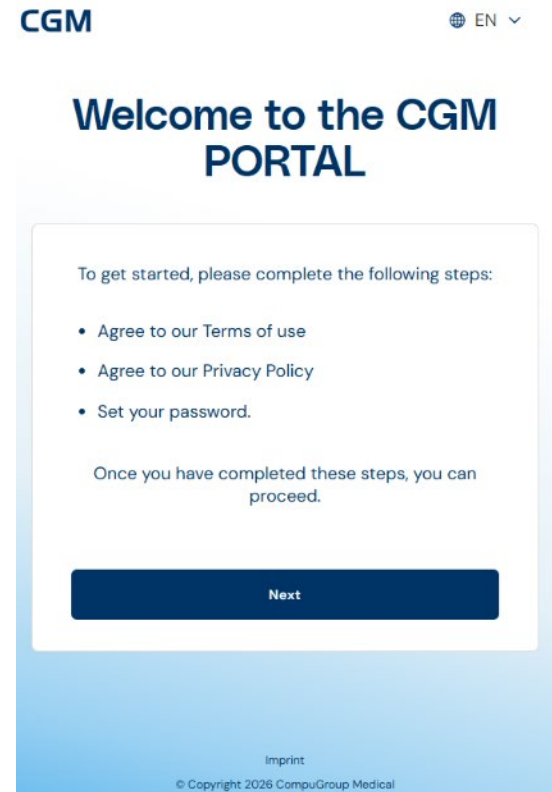 CGM
EN
Welcome to the CGM
PORTAL
To get started, please complete the following steps:
• Agree to our Terms of use
• Agree to our Privacy Policy
• Set your password.
Once you have completed these steps, you can
proceed.
Next
Imprint
© Copyright 2026 CompuGroup Medical